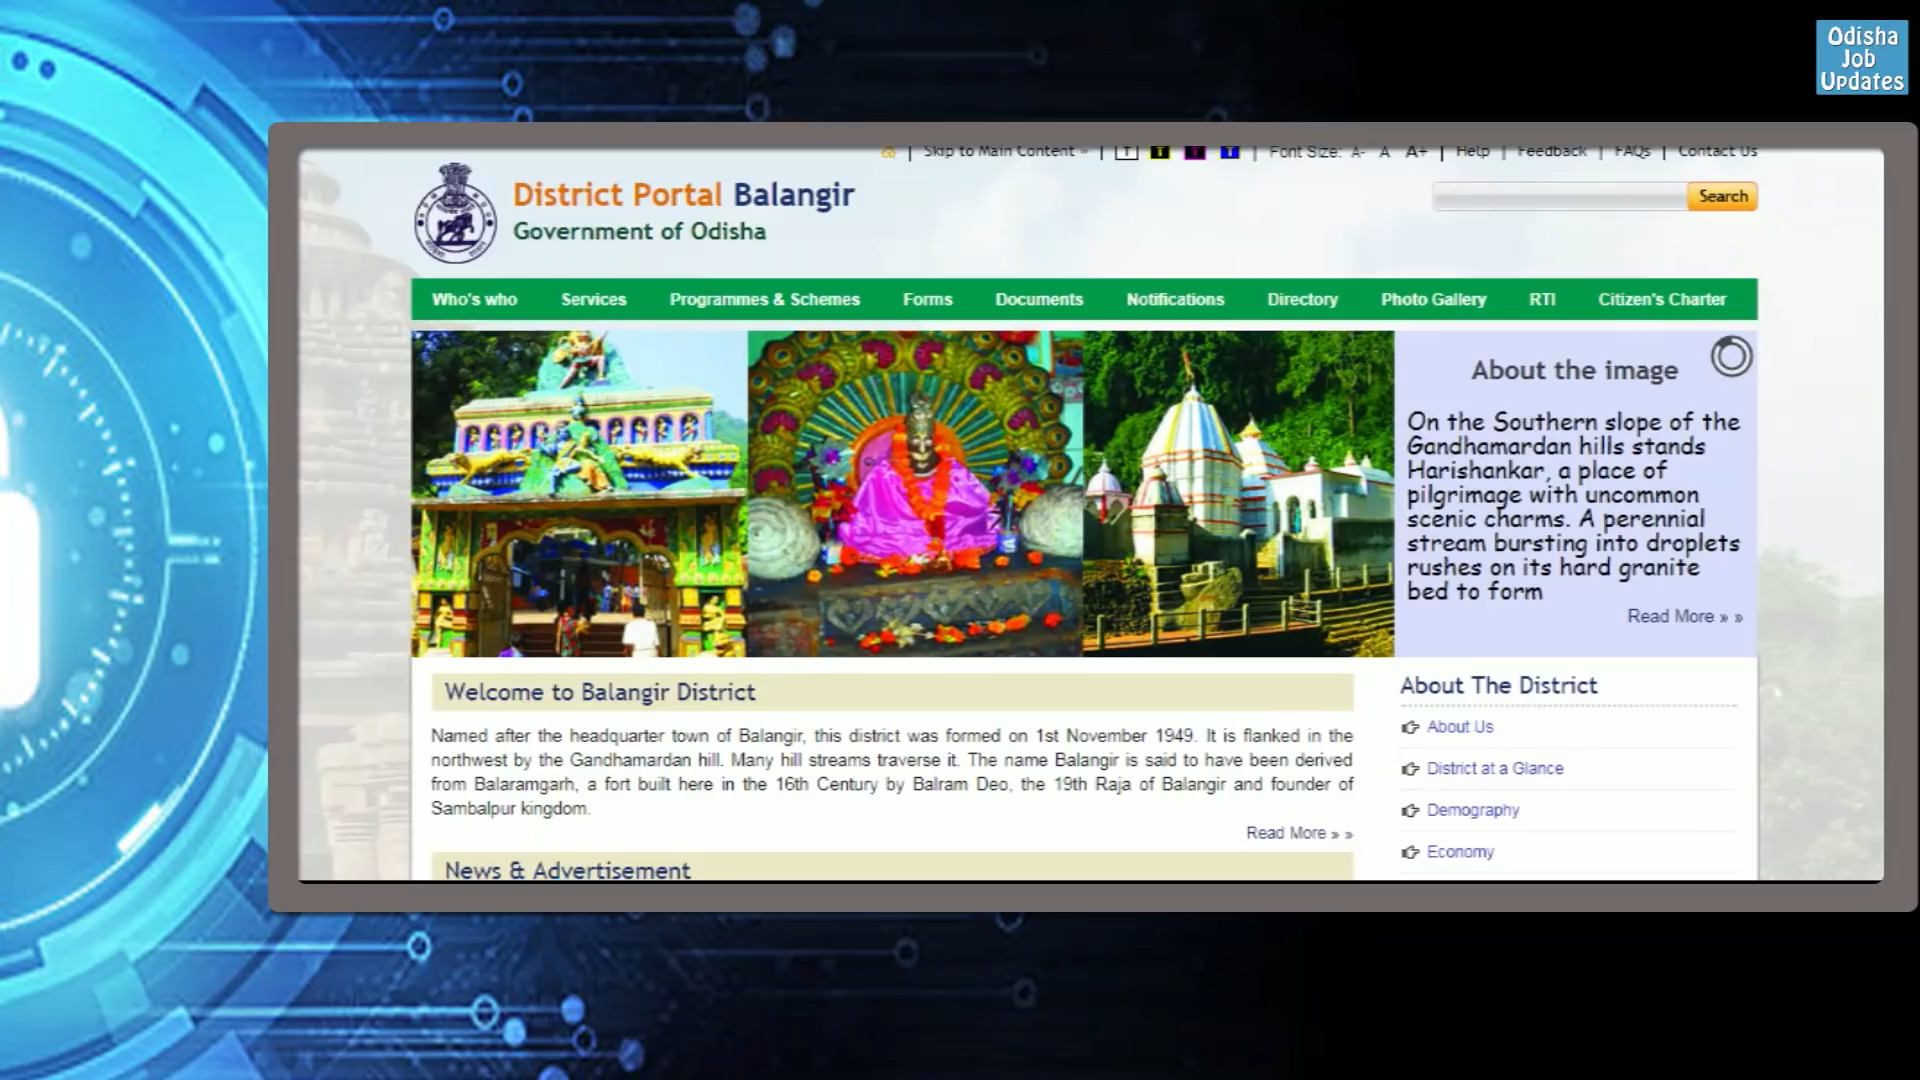 Odisha
Job
Updates
| Skip to Main Content | T T T T | Font Size: A- A A+ | Help | Feedback | FAQs | Contact Us
District Portal Balangir
Government of Odisha
Search
Who's who Services Programmes & Schemes Forms Documents Notifications Directory Photo Gallery RTI Citizen's Charter
About the image
On the Southern slope of the
Gandhamardan hills stands
Harishankar, a place of
pilgrimage with uncommon
scenic charms. A perennial
stream bursting into droplets
rushes on its hard granite
bed to form
Read More » »
Welcome to Balangir District
Named after the headquarter town of Balangir, this district was formed on 1st November 1949. It is flanked in the
northwest by the Gandhamardan hill. Many hill streams traverse it. The name Balangir is said to have been derived
from Balaramgarh, a fort built here in the 16th Century by Balram Deo, the 19th Raja of Balangir and founder of
Sambalpur kingdom.
Read More » »
News & Advertisement
About The District
About Us
District at a Glance
Demography
Economy